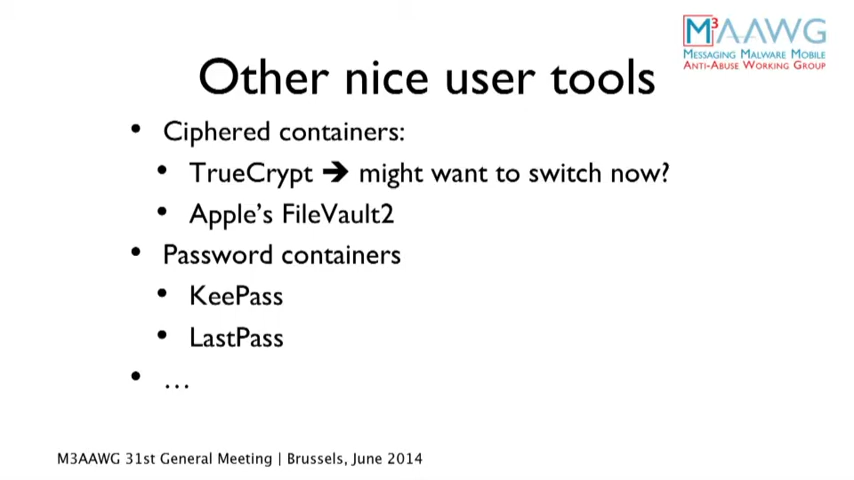 M³AAWG
MESSAGING MALWARE MOBILE
ANTI-ABUSE WORKING GROUP
Other nice user tools
• Ciphered containers:
• TrueCrypt ➔ might want to switch now?
• Apple’s FileVault2
• Password containers
• KeePass
• LastPass
• …
M3AAWG 31st General Meeting | Brussels, June 2014